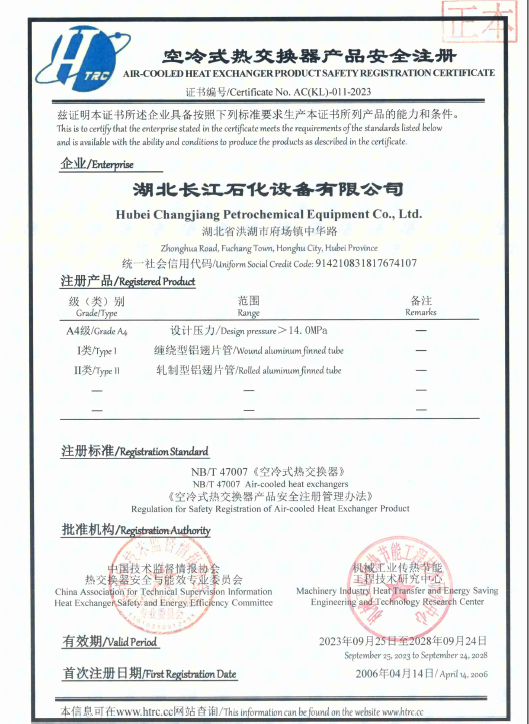 正本
HTRC
空冷式热交换器产品安全注册
AIR-COOLED HEAT EXCHANGER PRODUCT SAFETY REGISTRATION CERTIFICATE
证书编号/Certificate No. AC(KL)-011-2023
兹证明本证书所述企业具备按照下列标准要求生产本证书所列产品的能力和条件。
This is to certify that the enterprise stated in the certificate meets the requirements of the standards listed below
and is available with the ability and conditions to produce the products as described in the certificate.
企业/Enterprise
湖北长江石化设备有限公司
Hubei Changjiang Petrochemical Equipment Co., Ltd.
湖北省洪湖市府场镇中华路
Zhonghua Road, Fuchang Town, Honghu City, Hubei Province
统一社会信用代码/Uniform Social Credit Code: 914210831817674107
注册产品/Registered Product
级（类）别 范围 备注
Grade/Type Range Remarks
A4级/Grade A4 设计压力/Design pressure＞14.0MPa —
I类/Type I 缠绕型铝翅片管/Wound aluminum finned tube —
II类/Type II 轧制型铝翅片管/Rolled aluminum finned tube —
— — —
— — —
注册标准/Registration Standard
NB/T 47007《空冷式热交换器》
NB/T 47007 Air-cooled heat exchangers
《空冷式热交换器产品安全注册管理办法》
Regulation for Safety Registration of Air-cooled Heat Exchanger Product
批准机构/Registration Authority
中国技术监督情报协会 机械工业传热节能
热交换器安全与能效专业委员会 工程技术研究中心
China Association for Technical Supervision Information Machinery Industry Heat Transfer and Energy Saving
Heat Exchanger Safety and Energy Efficiency Committee Engineering and Technology Research Center
有效期/Valid Period 2023年09月25日至2028年09月24日
September 25, 2023 to September 24, 2028
首次注册日期/First Registration Date 2006年04月14日/April 14, 2006
本信息可在www.htrc.cc网站查询/This information can be found on the website www.htrc.cc